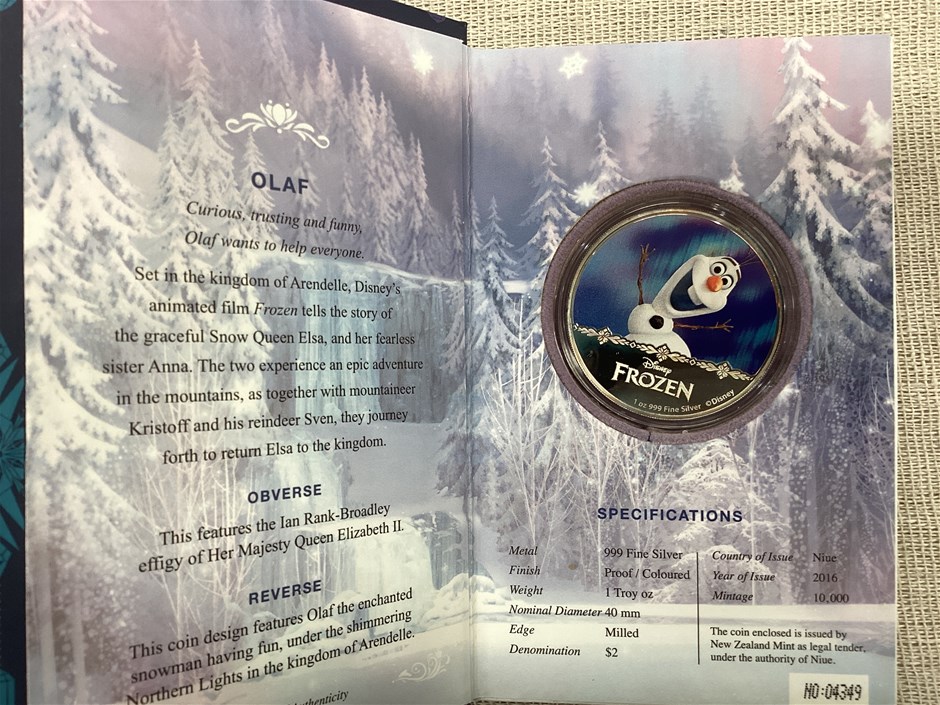 OLAF
Curious, trusting and funny,
Olaf wants to help everyone.
Set in the kingdom of Arendelle, Disney's
animated film Frozen tells the story of
the graceful Snow Queen Elsa, and her fearless
sister Anna. The two experience an epic adventure
in the mountains, as together with mountaineer
Kristoff and his reindeer Sven, they journey
forth to return Elsa to the kingdom.
OBVERSE
This features the Ian Rank-Broadley
effigy of Her Majesty Queen Elizabeth II.
REVERSE
This coin design features Olaf the enchanted
snowman having fun, under the shimmering
Northern Lights in the kingdom of Arendelle.
Disney
FROZEN
1 oz 999 Fine Silver ©Disney
SPECIFICATIONS
Metal 999 Fine Silver
Finish Proof / Coloured
Weight 1 Troy oz
Nominal Diameter 40 mm
Edge Milled
Denomination $2
Country of Issue Niue
Year of Issue 2016
Mintage 10,000
The coin enclosed is issued by
New Zealand Mint as legal tender,
under the authority of Niue.
NO:04349